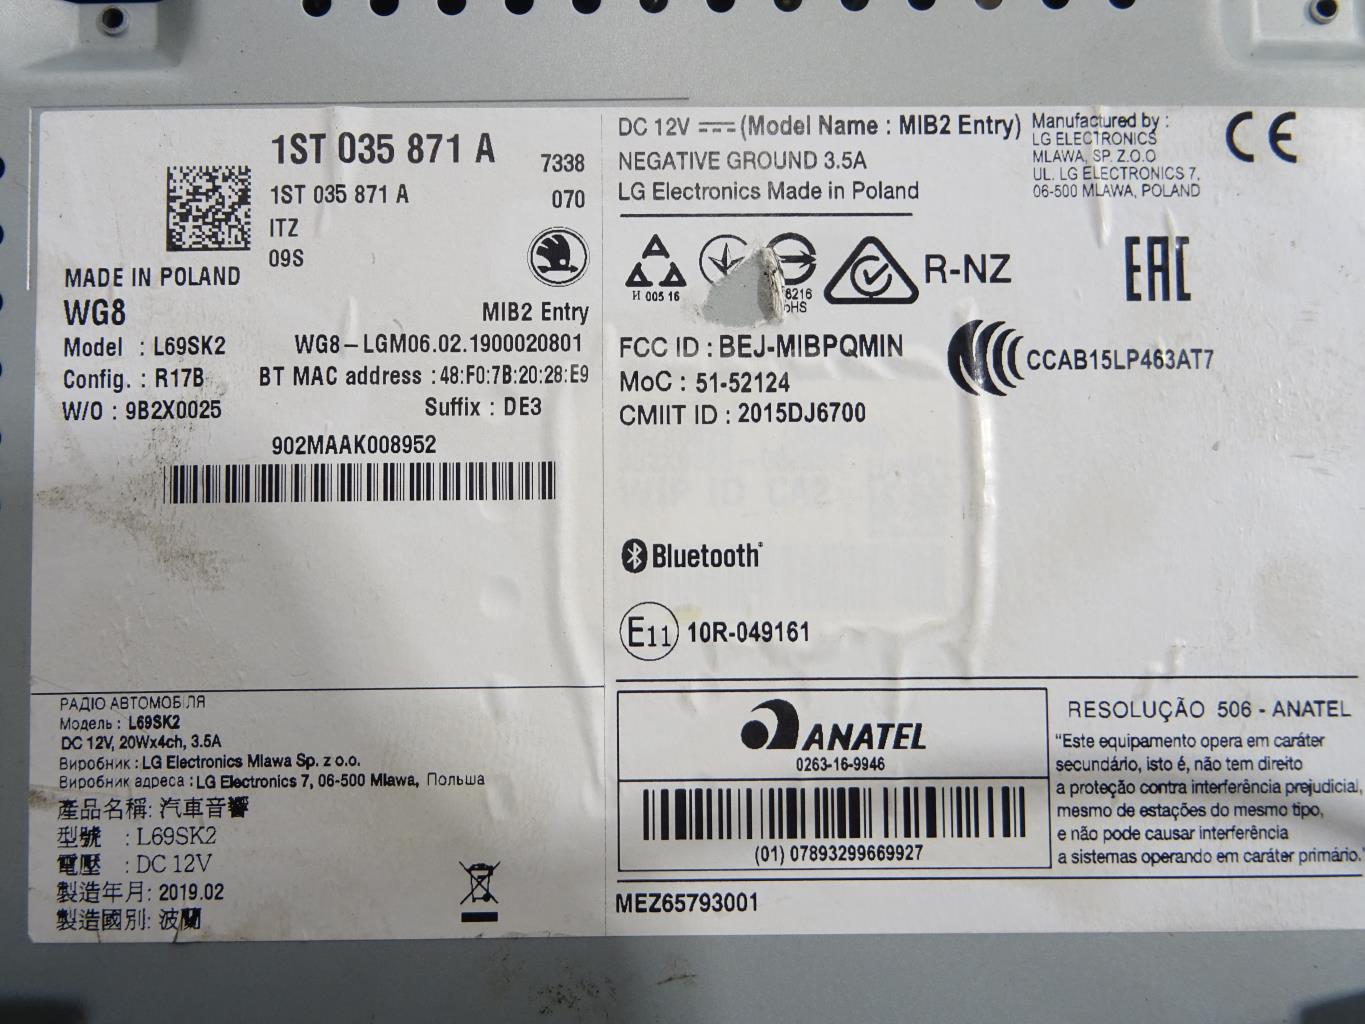 1ST 035 871 A
7338
1ST 035 871 A
070
ITZ
09S
MADE IN POLAND
WG8
MIB2 Entry
Model : L69SK2
WG8-LGM06.02.1900020801
Config. : R17B
BT MAC address : 48:F0:7B:20:28:E9
W/O : 9B2X0025
Suffix : DE3
902MAAK008952
РАДІО АВТОМОБІЛЯ
Модель : L69SK2
DC 12V, 20Wx4ch, 3.5A
Виробник : LG Electronics Mlawa Sp. z o.o.
Виробник адреса : LG Electronics 7, 06-500 Mlawa, Польша
產品名稱: 汽車音響
型號 : L69SK2
電壓 : DC 12V
製造年月: 2019.02
製造國別: 波蘭
DC 12V (Model Name : MIB2 Entry)
NEGATIVE GROUND 3.5A
LG Electronics Made in Poland
Manufactured by :
LG ELECTRONICS
MLAWA, SP. Z.O.O
UL. LG ELECTRONICS 7,
06-500 MLAWA, POLAND
CE
H 005 16
8216
R-NZ
EAC
FCC ID : BEJ-MIBPQMIN
CCAB15LP463AT7
MoC : 51-52124
CMIIT ID : 2015DJ6700
WIP ID CA2
Bluetooth®
E11 10R-049161
ANATEL
0263-16-9946
(01) 07893299669927
RESOLUÇÃO 506 - ANATEL
"Este equipamento opera em caráter
secundário, isto é, não tem direito
a proteção contra interferência prejudicial,
mesmo de estações do mesmo tipo,
e não pode causar interferência
a sistemas operando em caráter primário."
MEZ65793001